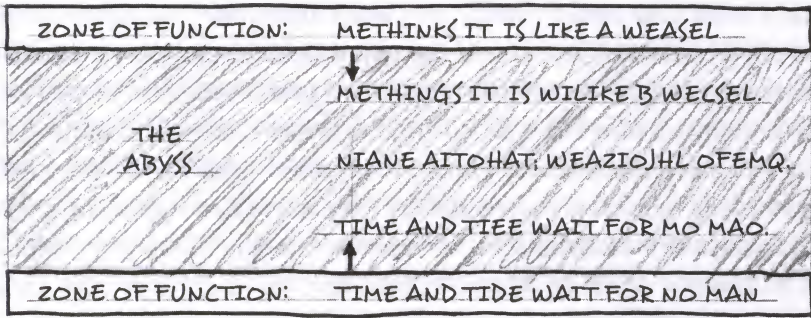 ZONE OF FUNCTION: METHINKS IT IS LIKE A WEASEL
METHINGS IT IS WILIKE B WECSEL.
THE
ABYSS
NIANE AITOHAT; WEAZIOJHL OFEMQ.
TIME AND TIEE WAIT FOR MO MAO.
ZONE OF FUNCTION: TIME AND TIDE WAIT FOR NO MAN